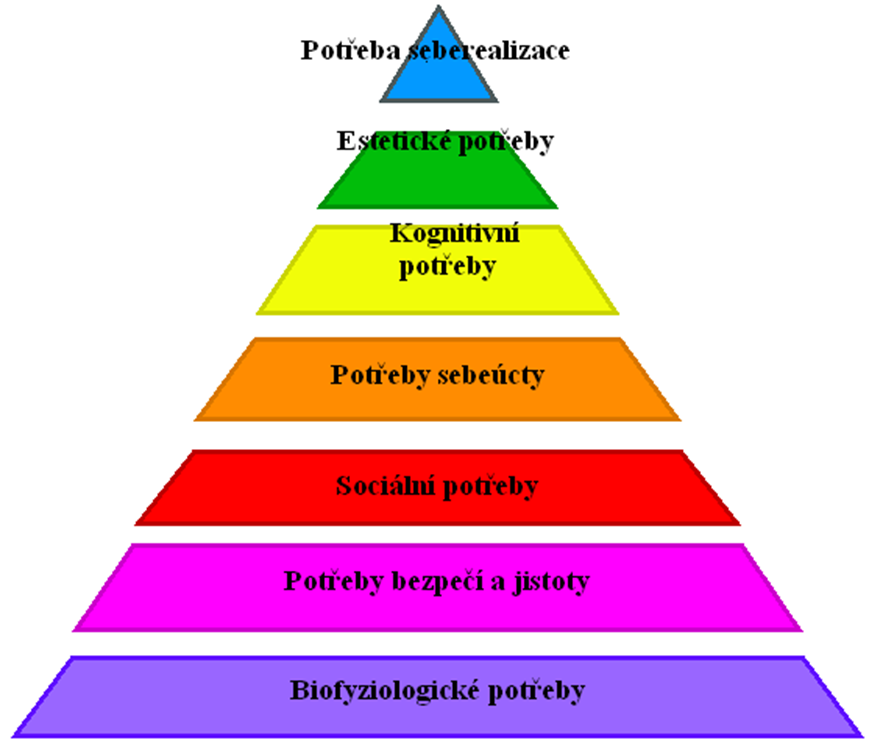 Potřeba seberealizace
Estetické potřeby
Kognitivní
potřeby
Potřeby sebeúcty
Sociální potřeby
Potřeby bezpečí a jistoty
Biofyziologické potřeby